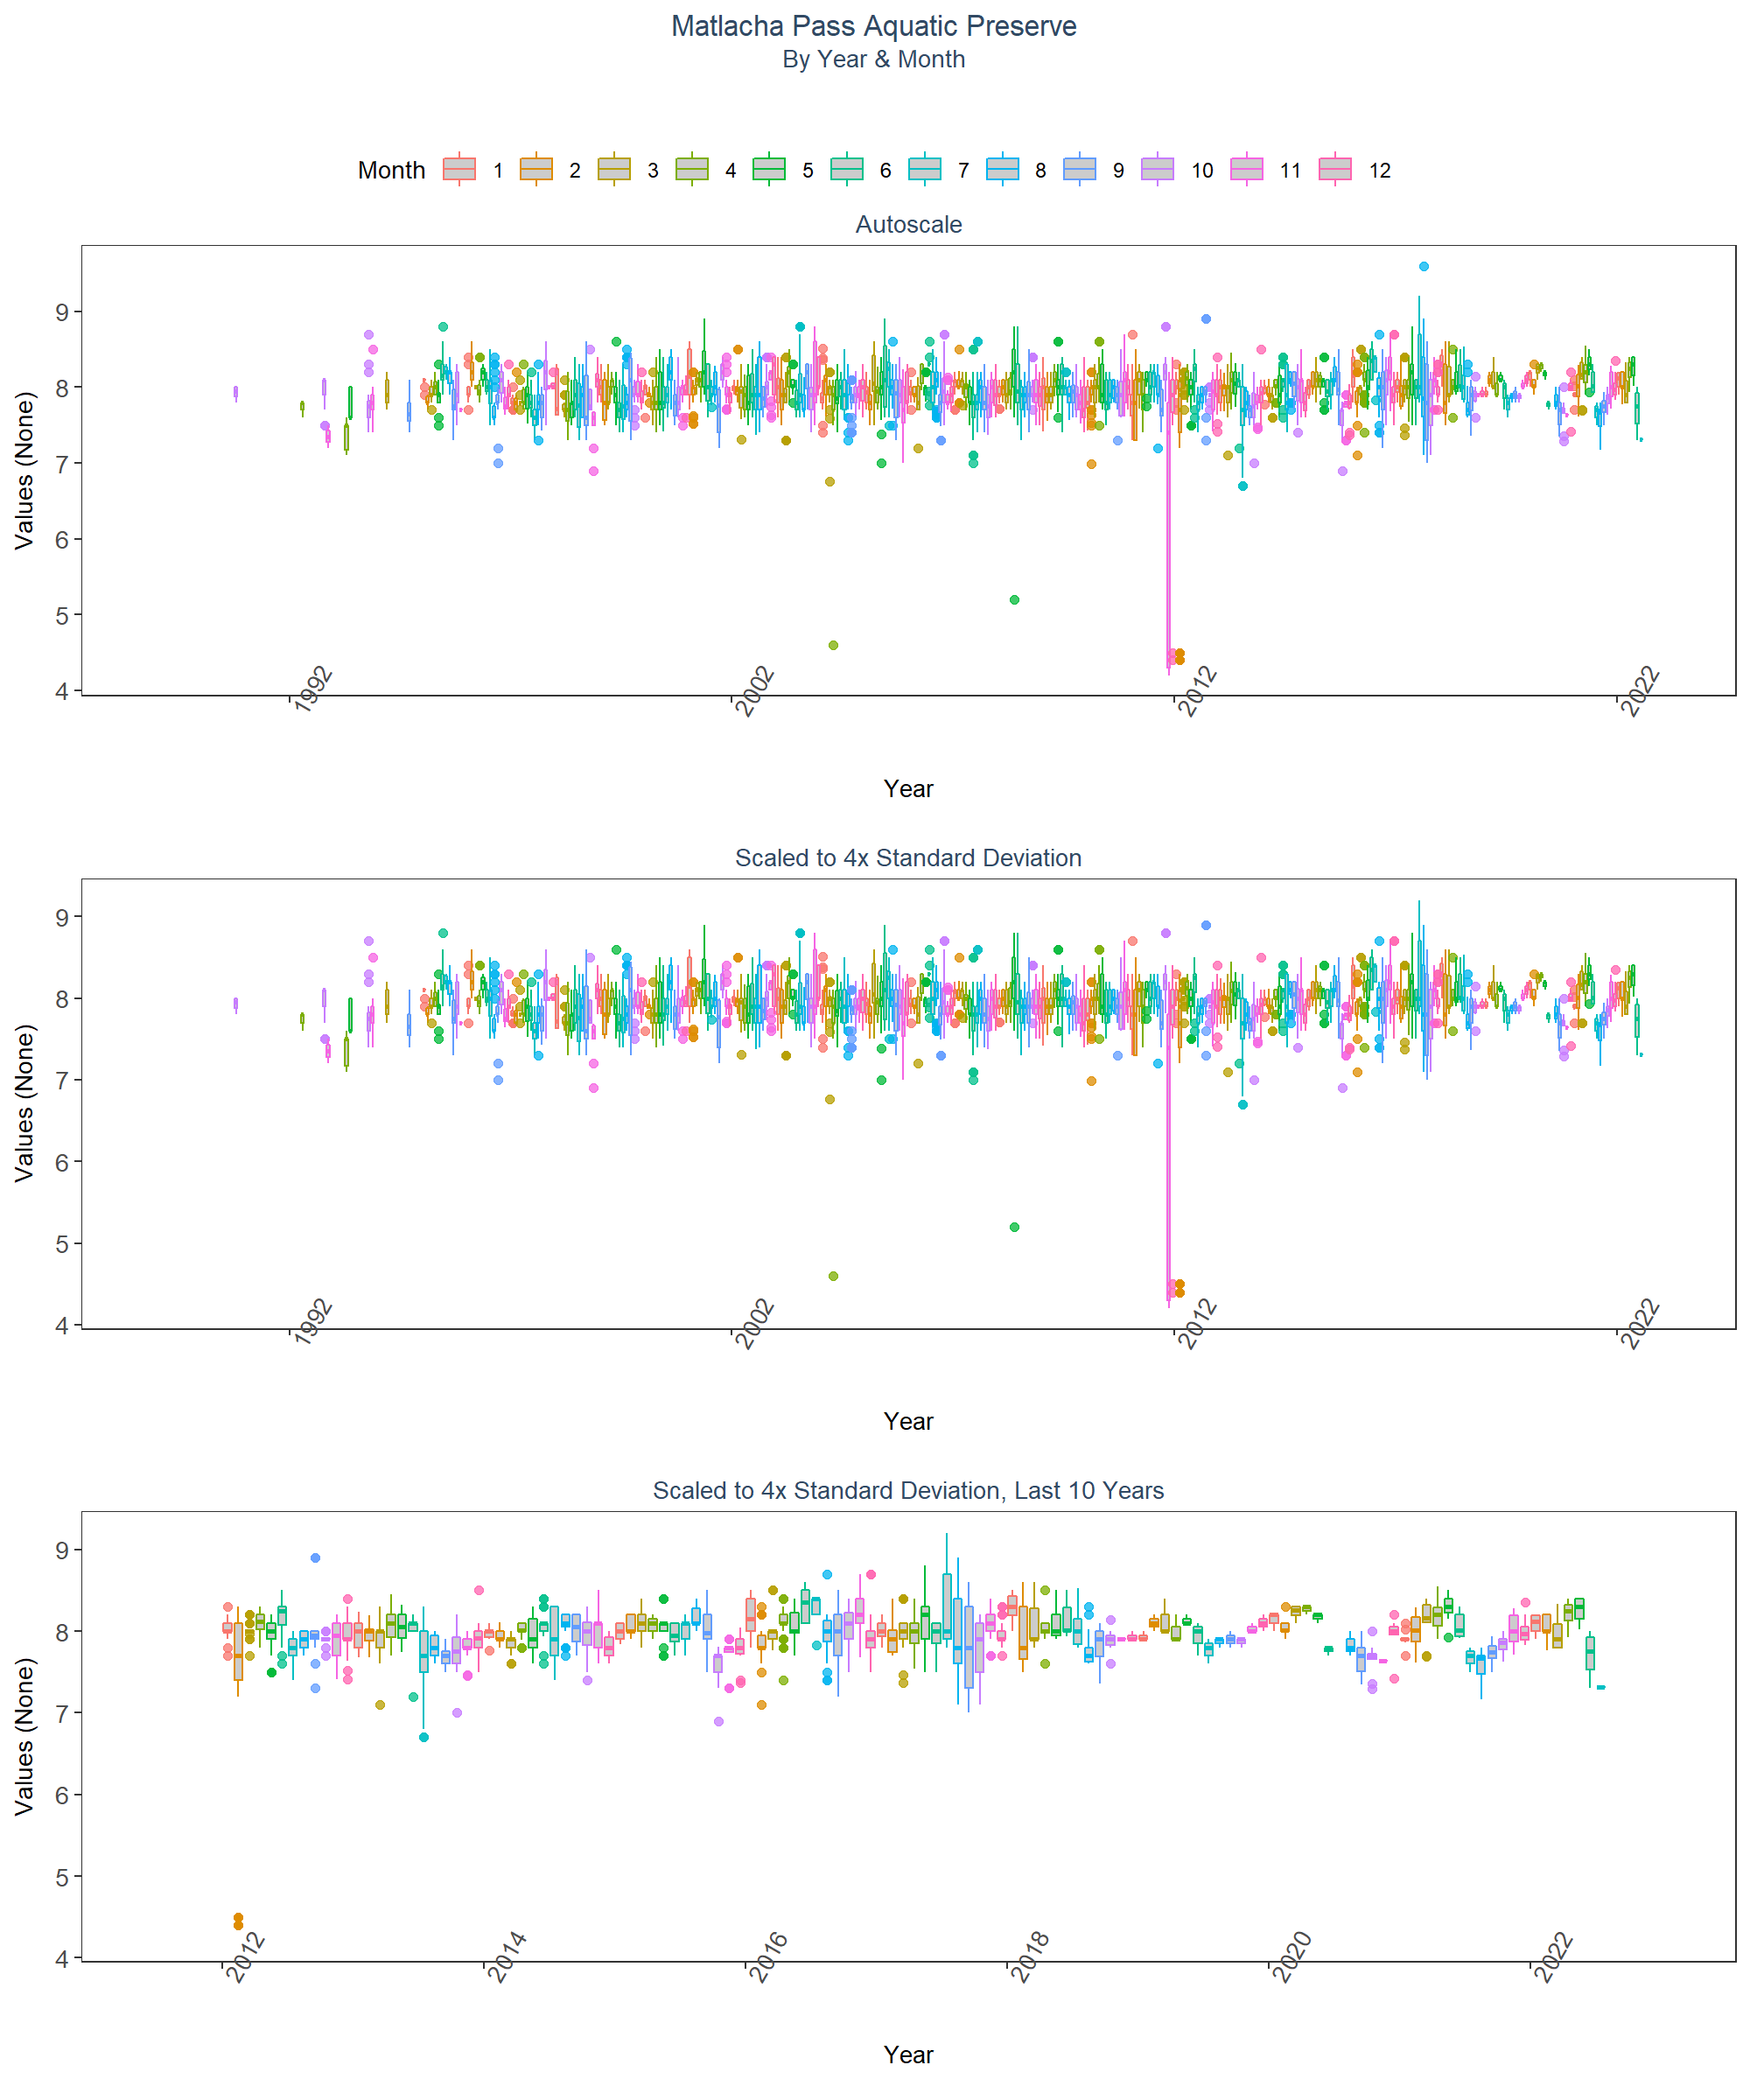 Matlacha Pass Aquatic Preserve
By Year & Month
Month 1 2 3 4 5 6 7 8 9 10 11 12
Autoscale
Values (None)
9
8
7
6
5
4
1992 2002 2012 2022
Year
Scaled to 4x Standard Deviation
Values (None)
9
8
7
6
5
4
1992 2002 2012 2022
Year
Scaled to 4x Standard Deviation, Last 10 Years
Values (None)
9
8
7
6
5
4
2012 2014 2016 2018 2020 2022
Year